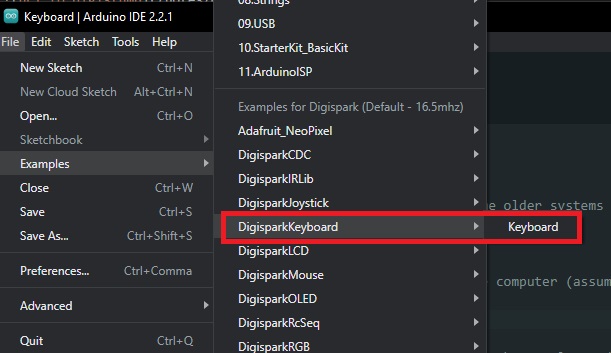 Keyboard | Arduino IDE 2.2.1
File Edit Sketch Tools Help
New Sketch Ctrl+N
New Cloud Sketch Alt+Ctrl+N
Open... Ctrl+O
Sketchbook
Examples
Close Ctrl+W
Save Ctrl+S
Save As... Ctrl+Shift+S
Preferences... Ctrl+Comma
Advanced
Quit Ctrl+Q
08.Strings
09.USB
10.StarterKit_BasicKit
11.ArduinoISP
Examples for Digispark (Default - 16.5mhz)
Adafruit_NeoPixel
DigisparkCDC
DigisparkIRLib
DigisparkJoystick
DigisparkKeyboard
DigisparkLCD
DigisparkMouse
DigisparkOLED
DigisparkRcSeq
DigisparkRGB
Keyboard
older systems
computer (assum